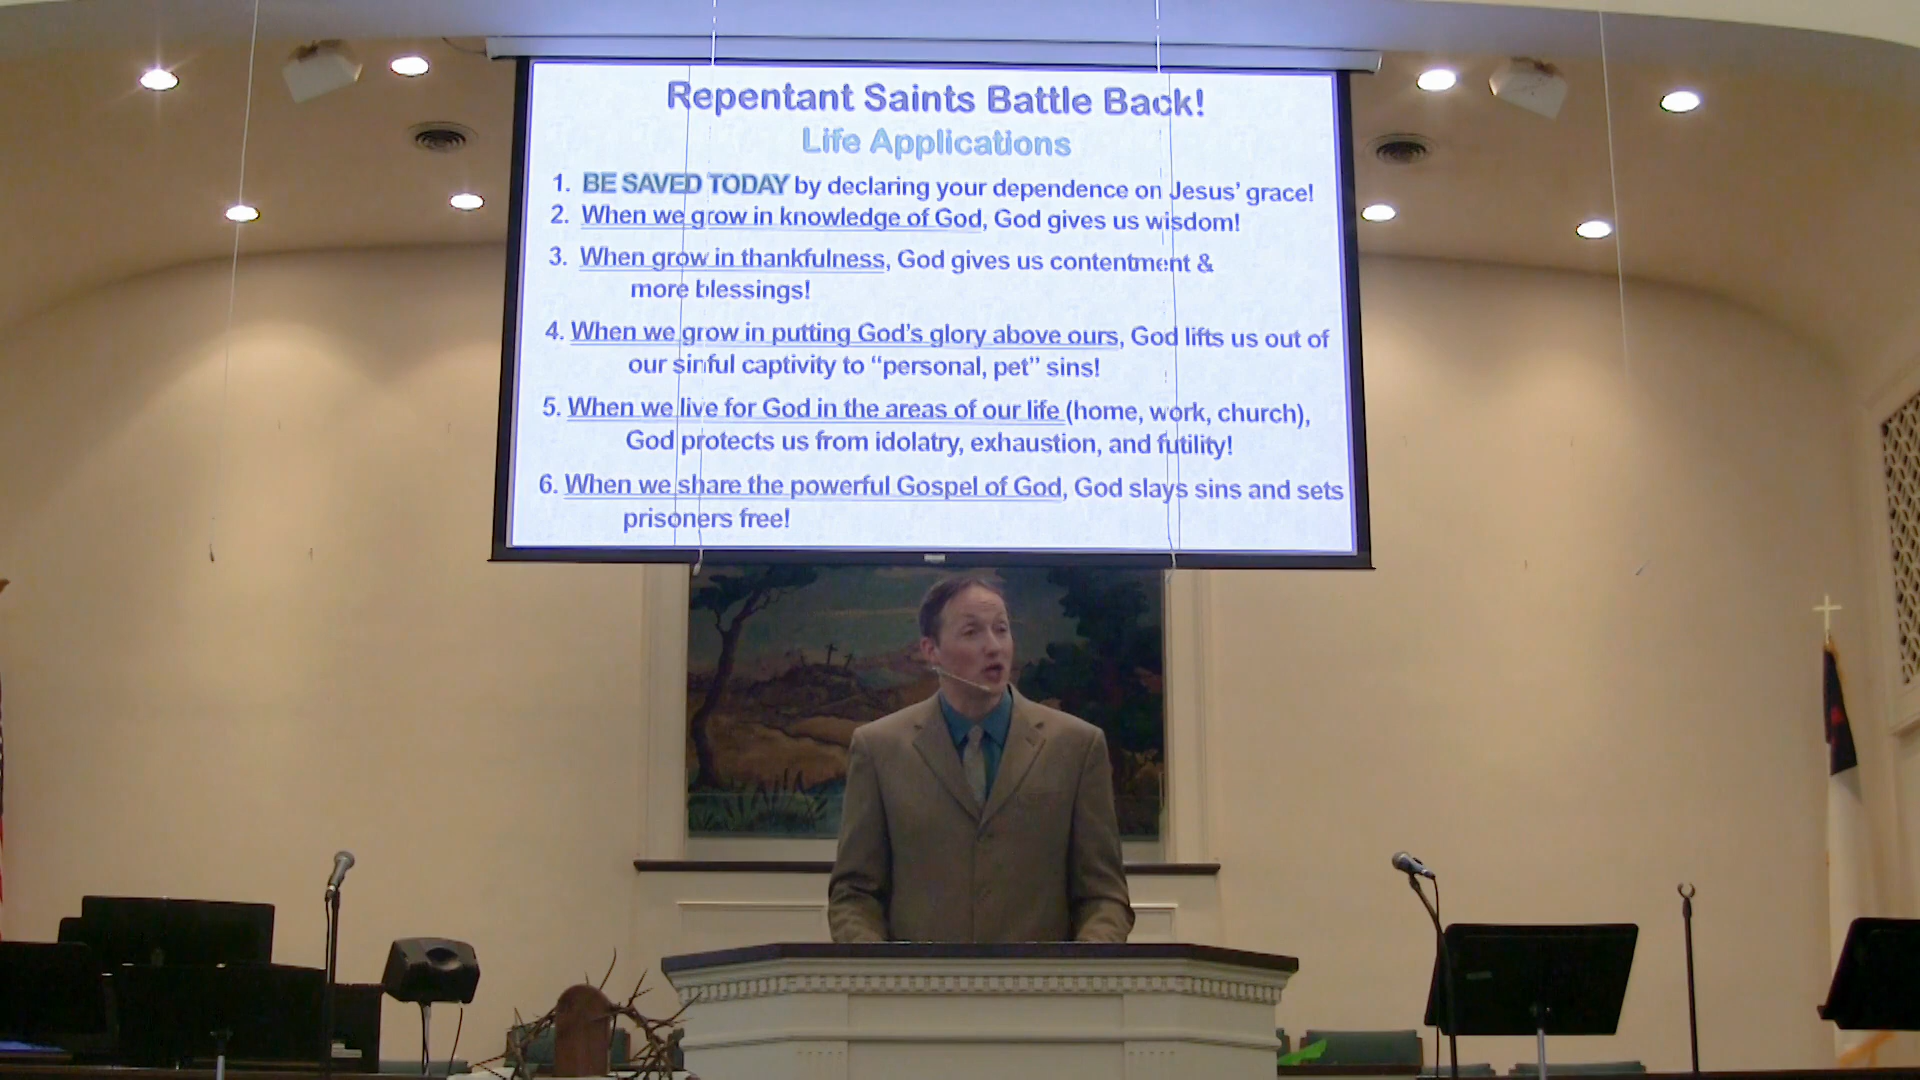 Repentant Saints Battle Back!
Life Applications
1. BE SAVED TODAY by declaring your dependence on Jesus' grace!
2. When we grow in knowledge of God, God gives us wisdom!
3. When grow in thankfulness, God gives us contentment &
more blessings!
4. When we grow in putting God's glory above ours, God lifts us out of
our sinful captivity to “personal, pet” sins!
5. When we live for God in the areas of our life (home, work, church),
God protects us from idolatry, exhaustion, and futility!
6. When we share the powerful Gospel of God, God slays sins and sets
prisoners free!